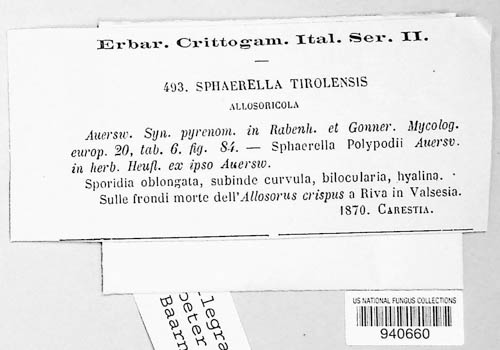 Erbar. Crittogam. Ital. Ser. II.
493. SPHAERELLA TIROLENSIS
ALLOSORICOLA
Auersw. Syn. pyrenom. in Rabenh. et Gonner. Mycolog.
europ. 20, tab. 6. fig. 84. — Sphaerella Polypodii Auersv.
in herb. Heufl. ex ipso Auersw.
Sporidia oblongata, subinde curvula, bilocularia, hyalina.
Sulle frondi morte dell'Allosorus crispus a Riva in Valsesia.
1870. CARESTIA.
US NATIONAL FUNGUS COLLECTIONS
940660
Baarn